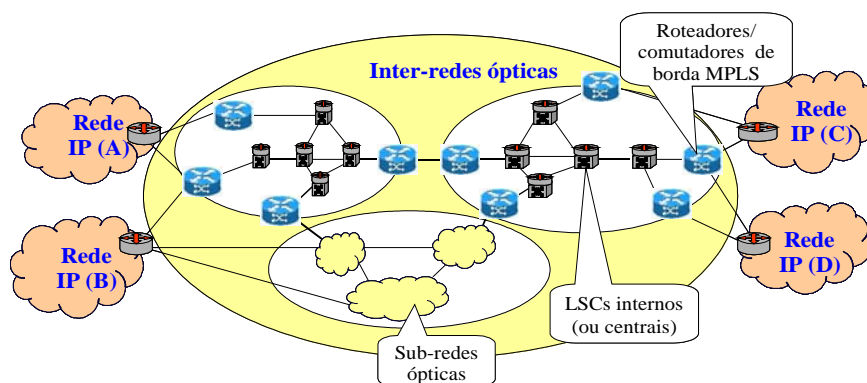 Roteadores/
comutadores de
borda MPLS
Inter-redes ópticas
Rede
IP (A)
Rede
IP (C)
Rede
IP (B)
Rede
IP (D)
LSCs internos
(ou centrais)
Sub-redes
ópticas